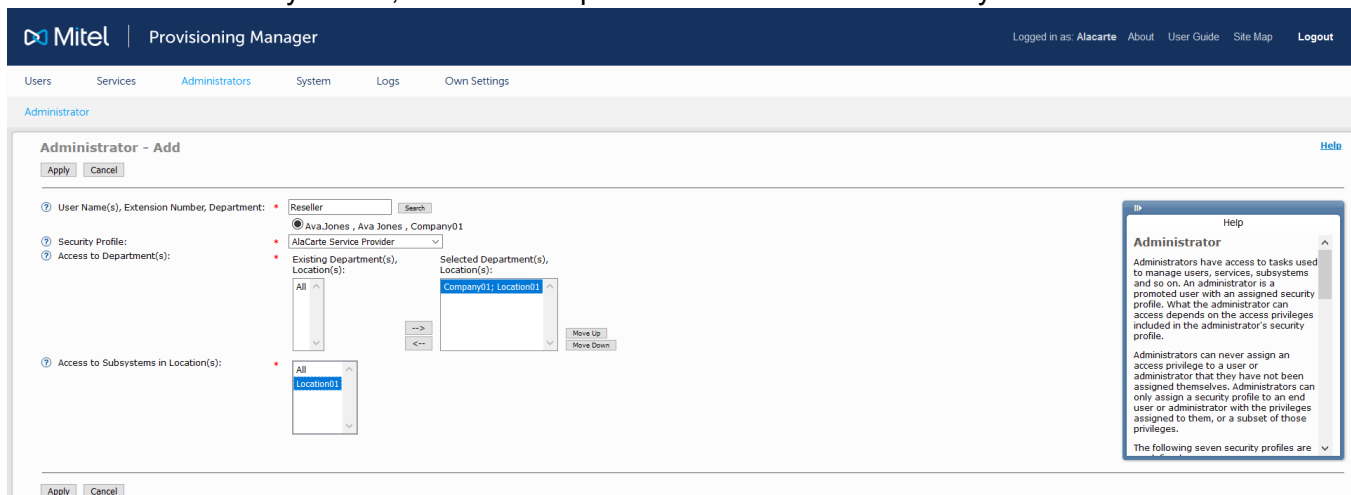 Mitel | Provisioning Manager
Logged in as: Alacarte About User Guide Site Map Logout
Users Services Administrators System Logs Own Settings
Administrator
Administrator - Add
Help
Apply Cancel
? User Name(s), Extension Number, Department: * Reseller Search
Ava.Jones , Ava Jones , Company01
? Security Profile: * AlaCarte Service Provider
? Access to Department(s): * Existing Department(s), Location(s): Selected Department(s), Location(s):
All Company01; Location01
-->
<--
Move Up
Move Down
? Access to Subsystems in Location(s): * All
Location01
Apply Cancel
Help
Administrator
Administrators have access to tasks used
to manage users, services, subsystems
and so on. An administrator is a
promoted user with an assigned security
profile. What the administrator can
access depends on the access privileges
included in the administrator's security
profile.
Administrators can never assign an
access privilege to a user or
administrator that they have not been
assigned themselves. Administrators can
only assign a security profile to an end
user or administrator with the privileges
assigned to them, or a subset of those
privileges.
The following seven security profiles are